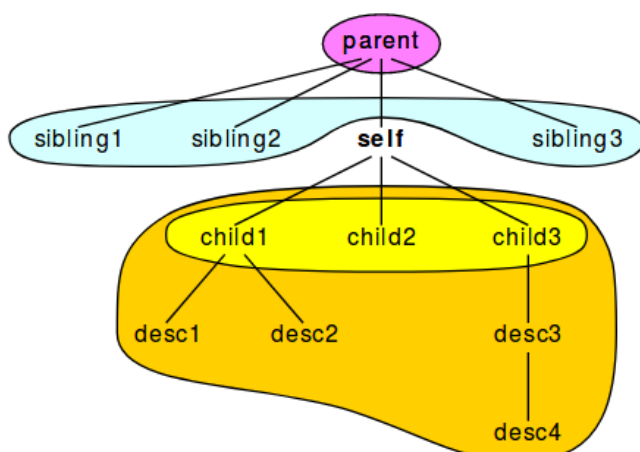 parent
sibling1 sibling2 self sibling3
child1 child2 child3
desc1 desc2 desc3
desc4